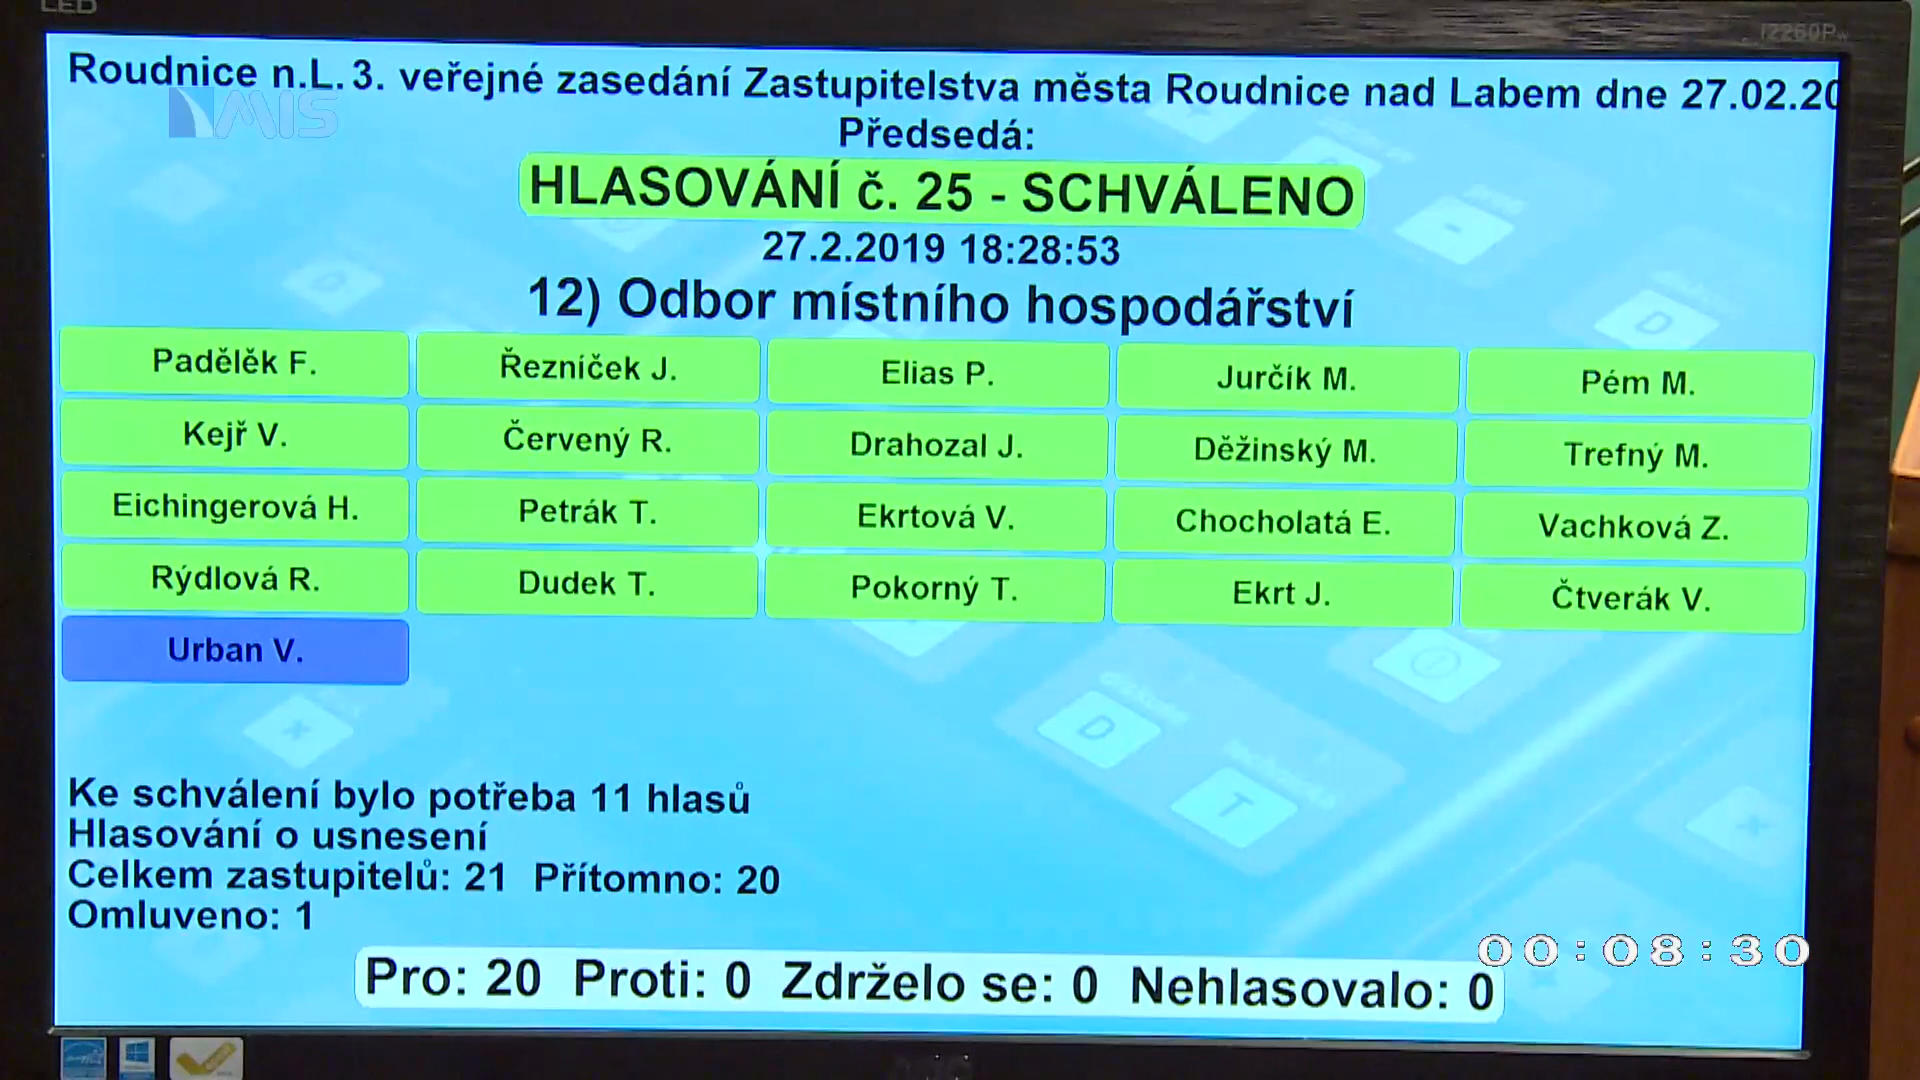 LED
Roudnice n.L. 3. veřejné zasedání Zastupitelstva města Roudnice nad Labem dne 27.02.20
MIS
Předsedá:
HLASOVÁNÍ č. 25 - SCHVÁLENO
27.2.2019 18:28:53
12) Odbor místního hospodářství
Padělěk F. Řezníček J. Elias P. Jurčík M. Pém M.
Kejř V. Červený R. Drahozal J. Děžinský M. Trefný M.
Eichingerová H. Petrák T. Ekrtová V. Chocholatá E. Vachková Z.
Rýdlová R. Dudek T. Pokorný T. Ekrt J. Čtverák V.
Urban V.
Ke schválení bylo potřeba 11 hlasů
Hlasování o usnesení
Celkem zastupitelů: 21 Přítomno: 20
Omluveno: 1
00:08:30
Pro: 20 Proti: 0 Zdrželo se: 0 Nehlasovalo: 0